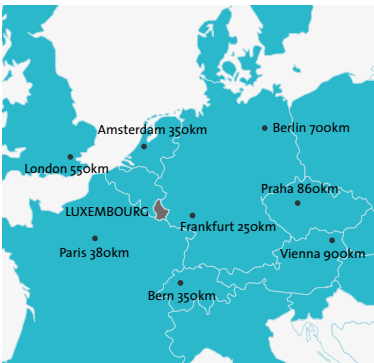 Amsterdam 350km
Berlin 700km
London 550km
Praha 860km
LUXEMBOURG
Frankfurt 250km
Paris 380km
Vienna 900km
Bern 350km